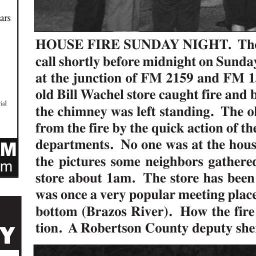 ars
HOUSE FIRE SUNDAY NIGHT. The
call shortly before midnight on Sunday
at the junction of FM 2159 and FM 1
old Bill Wachel store caught fire and b
the chimney was left standing. The ol
from the fire by the quick action of the
departments. No one was at the hous
the pictures some neighbors gathered
store about 1am. The store has been
was once a very popular meeting place
bottom (Brazos River). How the fire
tion. A Robertson County deputy she
ial
M
m
Y